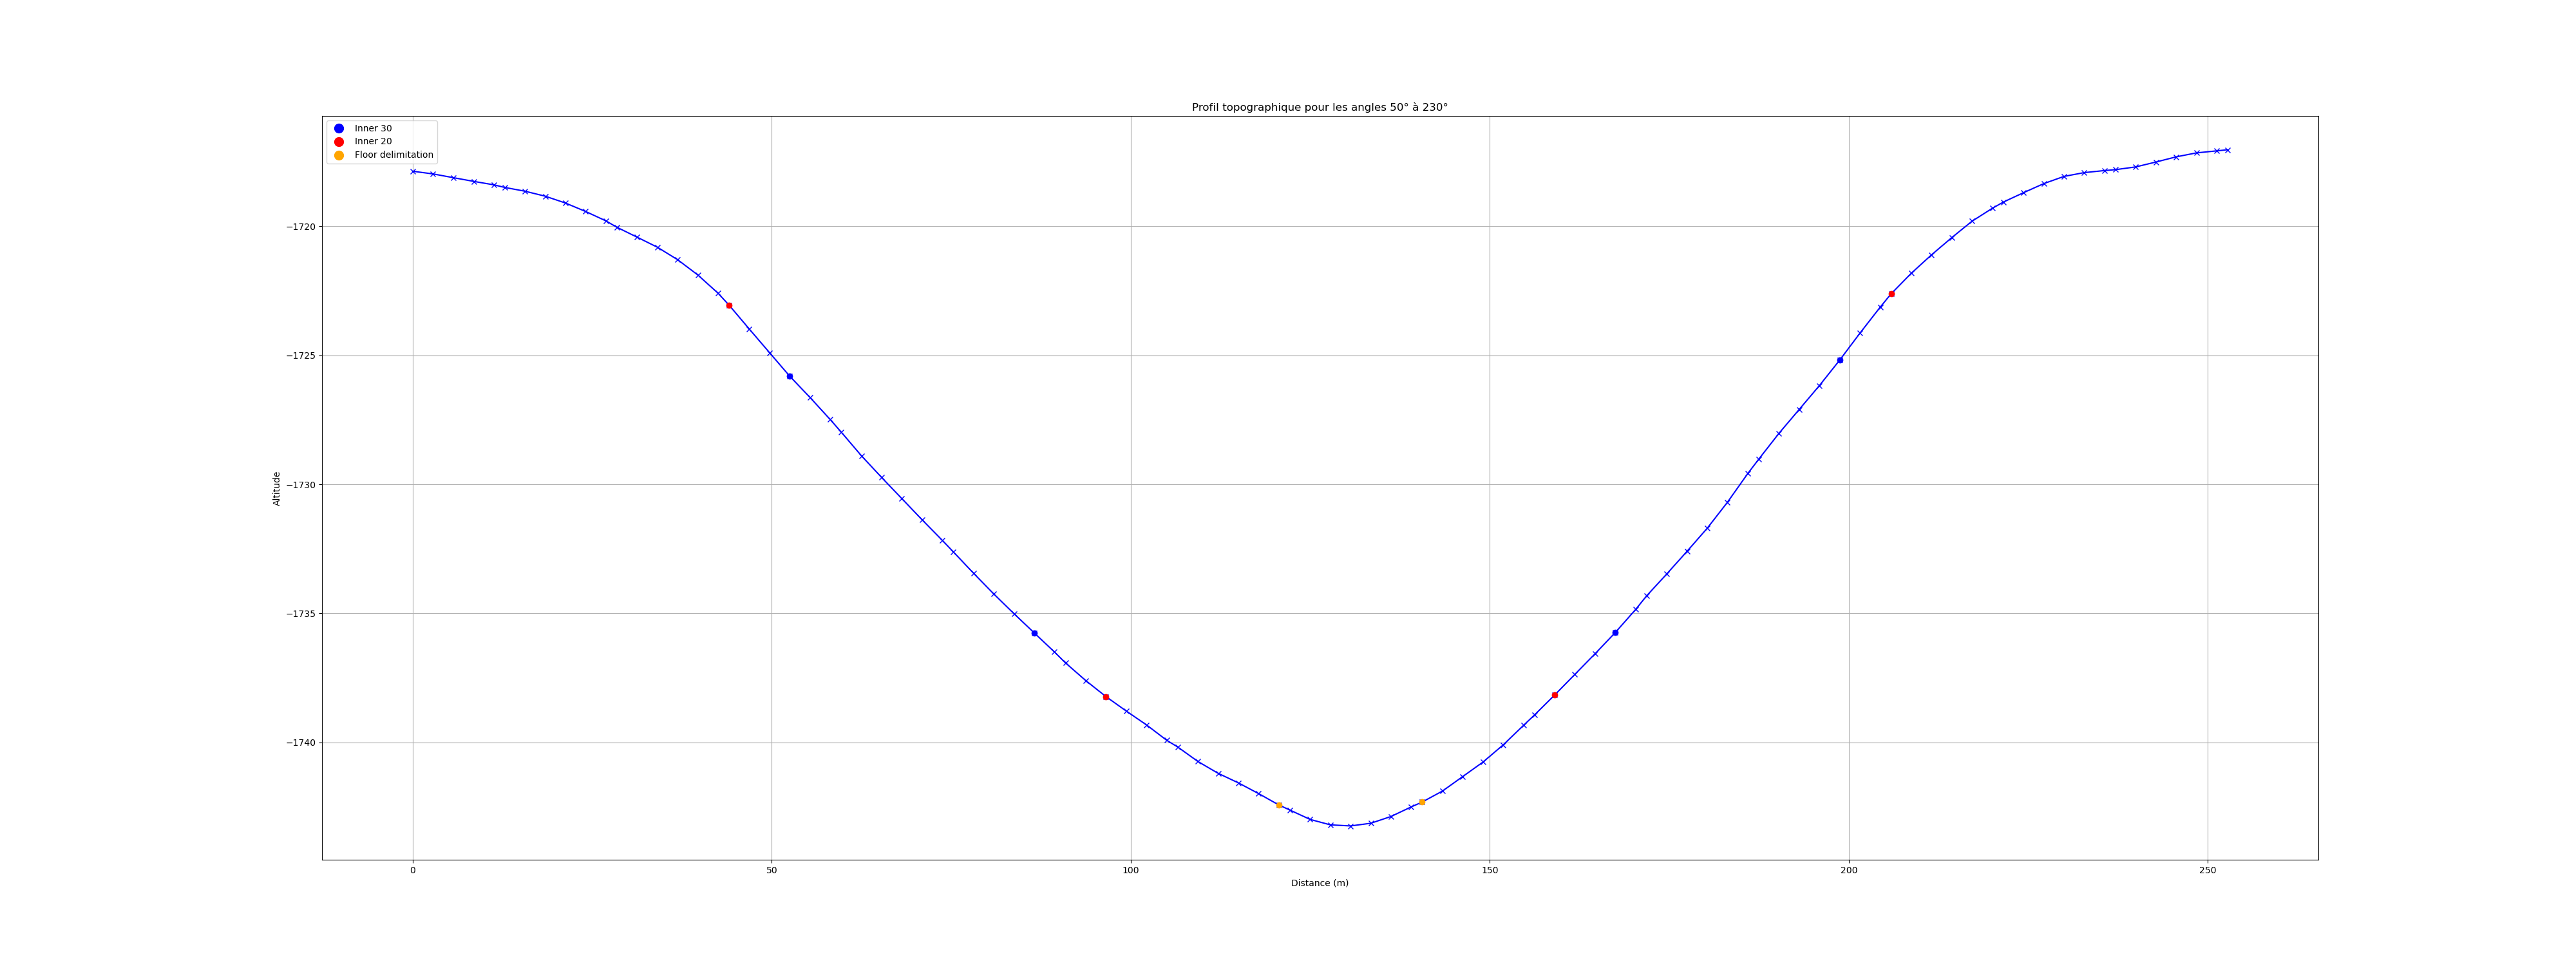 Profil topographique pour les angles 50° à 230°
Inner 30
Inner 20
Floor delimitation
Altitude
−1720
−1725
−1730
−1735
−1740
0 50 100 150 200 250
Distance (m)